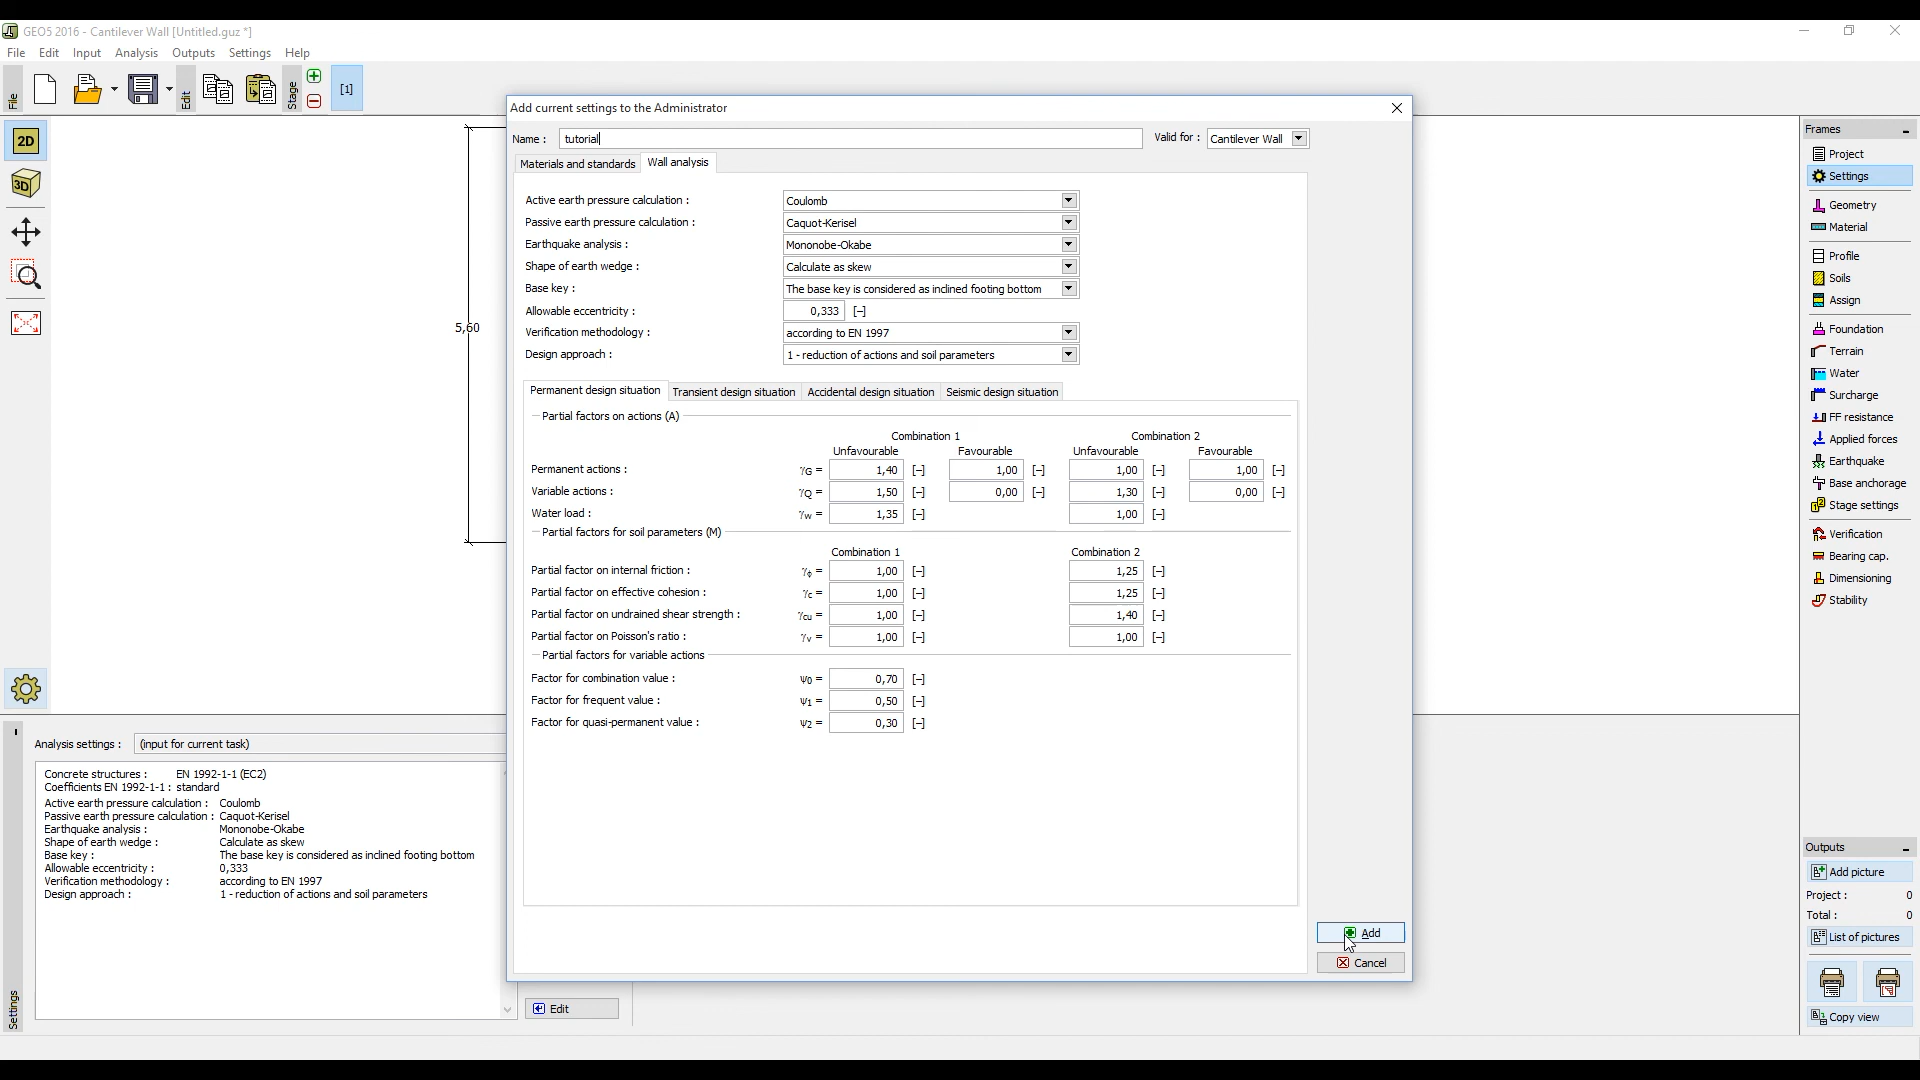 GEO5 2016 - Cantilever Wall [Untitled.guz *]
File Edit Input Analysis Outputs Settings Help
File
Edit
Stage
[1]
Add current settings to the Administrator
Name : tutorial Valid for : Cantilever Wall
Materials and standards Wall analysis
Active earth pressure calculation : Coulomb
Passive earth pressure calculation : Caquot-Kerisel
Earthquake analysis : Mononobe-Okabe
Shape of earth wedge : Calculate as skew
Base key : The base key is considered as inclined footing bottom
Allowable eccentricity : 0,333 [–]
Verification methodology : according to EN 1997
Design approach : 1 - reduction of actions and soil parameters
Permanent design situation Transient design situation Accidental design situation Seismic design situation
Partial factors on actions (A)
Combination 1 Combination 2
Unfavourable Favourable Unfavourable Favourable
Permanent actions : γG = 1,40 [–] 1,00 [–] 1,00 [–] 1,00 [–]
Variable actions : γQ = 1,50 [–] 0,00 [–] 1,30 [–] 0,00 [–]
Water load : γw = 1,35 [–] 1,00 [–]
Partial factors for soil parameters (M)
Combination 1 Combination 2
Partial factor on internal friction : γϕ = 1,00 [–] 1,25 [–]
Partial factor on effective cohesion : γc = 1,00 [–] 1,25 [–]
Partial factor on undrained shear strength : γcu = 1,00 [–] 1,40 [–]
Partial factor on Poisson's ratio : γv = 1,00 [–] 1,00 [–]
Partial factors for variable actions
Factor for combination value : ψ0 = 0,70 [–]
Factor for frequent value : ψ1 = 0,50 [–]
Factor for quasi-permanent value : ψ2 = 0,30 [–]
Add
Cancel
2D
3D
5,60
Frames
Project
Settings
Geometry
Material
Profile
Soils
Assign
Foundation
Terrain
Water
Surcharge
FF resistance
Applied forces
Earthquake
Base anchorage
Stage settings
Verification
Bearing cap.
Dimensioning
Stability
Settings
Analysis settings : (input for current task)
Concrete structures : EN 1992-1-1 (EC2)
Coefficients EN 1992-1-1 : standard
Active earth pressure calculation : Coulomb
Passive earth pressure calculation : Caquot-Kerisel
Earthquake analysis : Mononobe-Okabe
Shape of earth wedge : Calculate as skew
Base key : The base key is considered as inclined footing bottom
Allowable eccentricity : 0,333
Verification methodology : according to EN 1997
Design approach : 1 - reduction of actions and soil parameters
Edit
Outputs
Add picture
Project : 0
Total : 0
List of pictures
Copy view